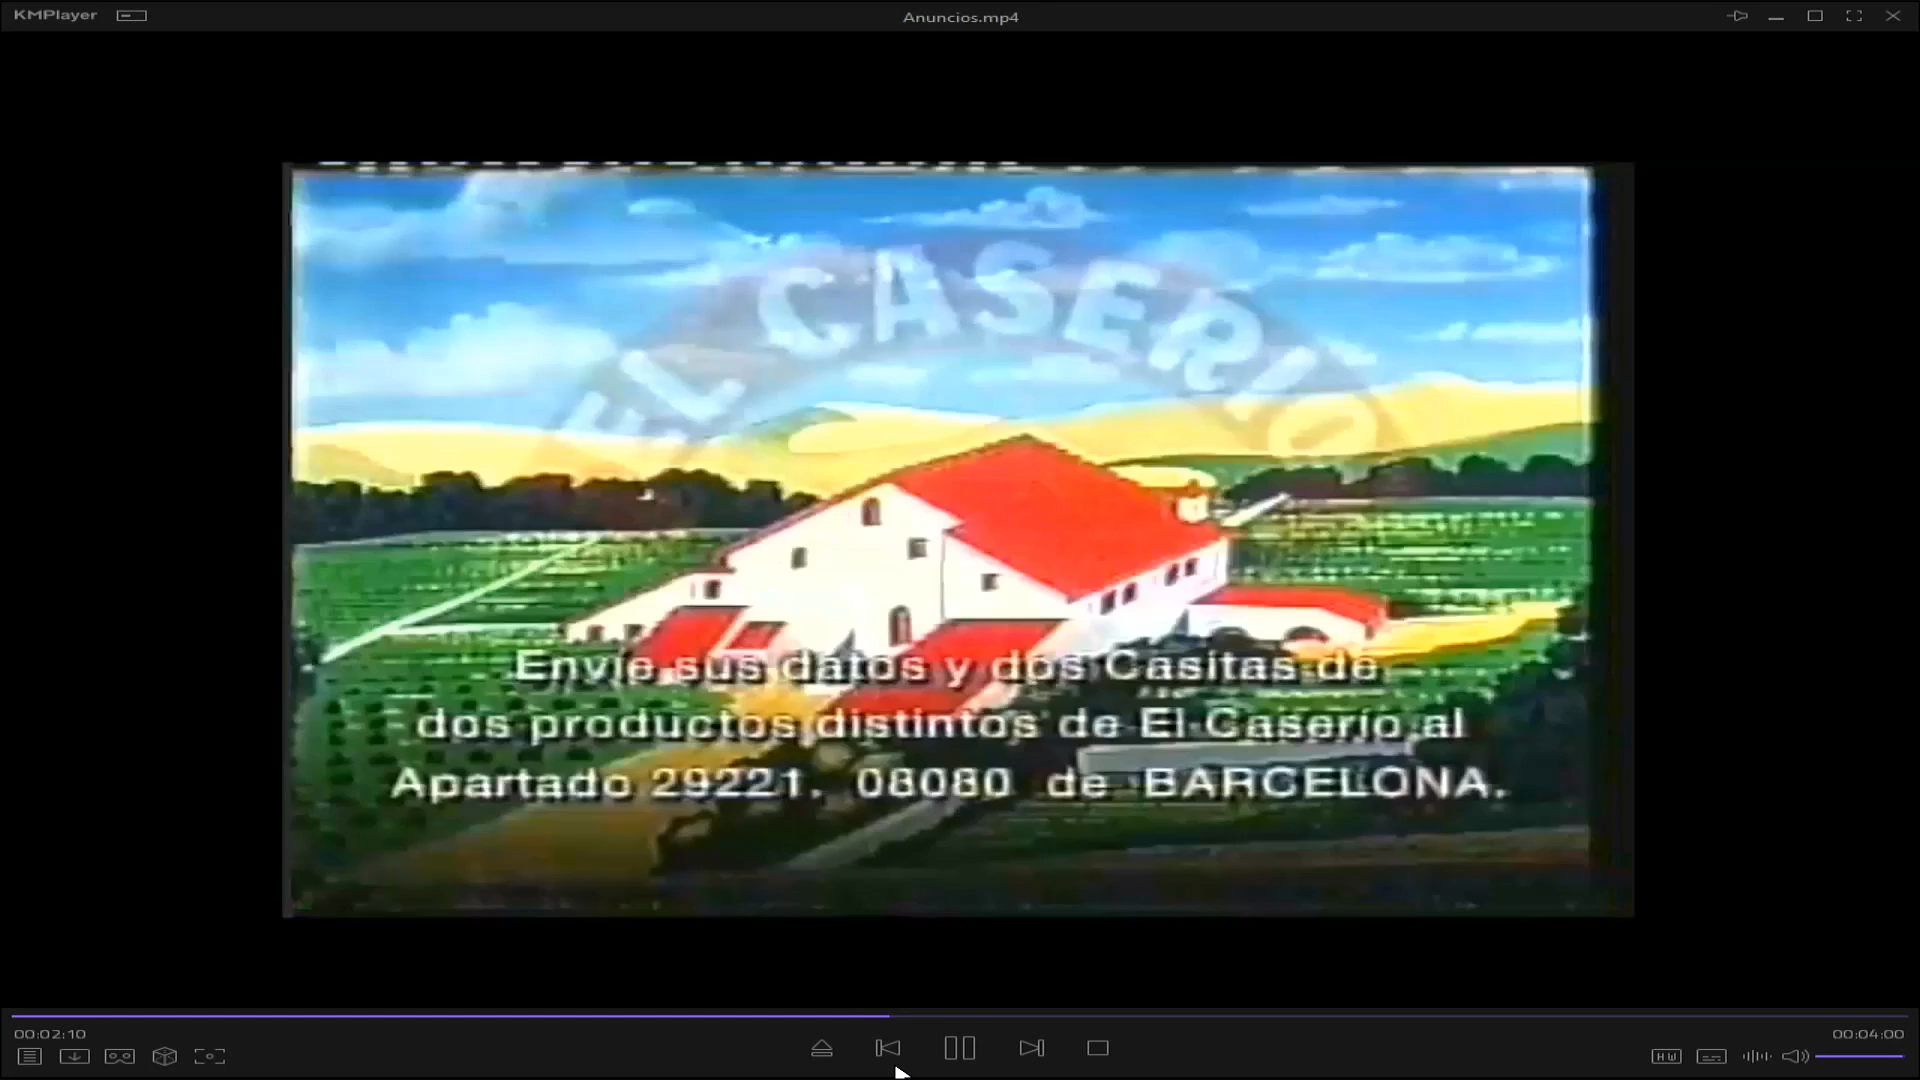 KMPlayer
Anuncios.mp4
EL CASERIO
Envíe sus datos y dos Casitas de
dos productos distintos de El Caserío al
Apartado 29221. 08080 de BARCELONA.
00:02:10
00:04:00
HW